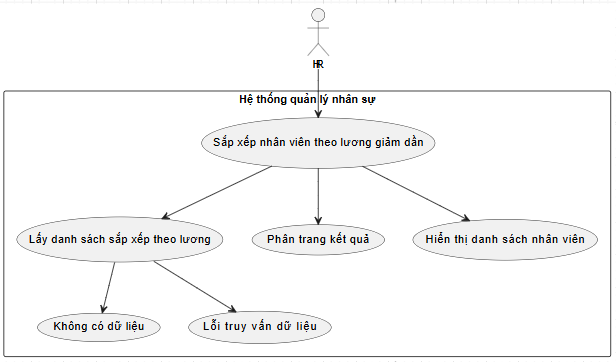 HR
Hệ thống quản lý nhân sự
Sắp xếp nhân viên theo lương giảm dần
Lấy danh sách sắp xếp theo lương
Phân trang kết quả
Hiển thị danh sách nhân viên
Không có dữ liệu
Lỗi truy vấn dữ liệu